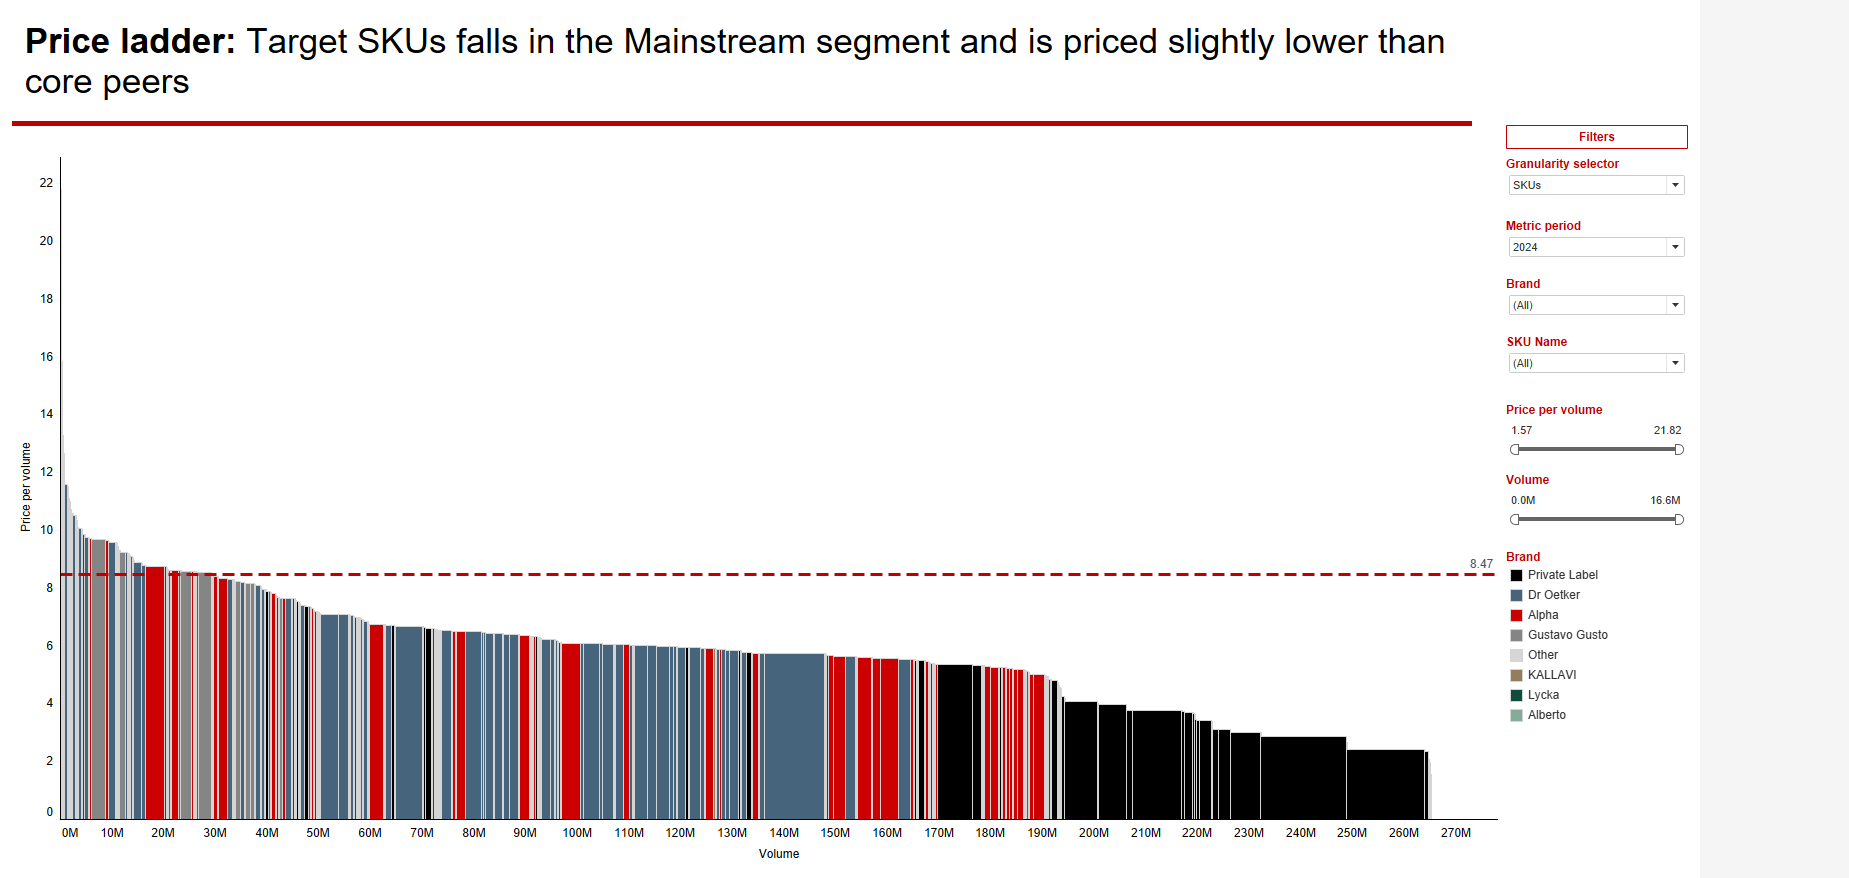 Price ladder: Target SKUs falls in the Mainstream segment and is priced slightly lower than
core peers
Filters
Granularity selector
SKUs
Metric period
2024
Brand
(All)
SKU Name
(All)
Price per volume
1.57 21.82
Volume
0.0M 16.6M
Brand
Private Label
Dr Oetker
Alpha
Gustavo Gusto
Other
KALLAVI
Lycka
Alberto
Price per volume
22
20
18
16
14
12
10
8
6
4
2
0
8.47
0M 10M 20M 30M 40M 50M 60M 70M 80M 90M 100M 110M 120M 130M 140M 150M 160M 170M 180M 190M 200M 210M 220M 230M 240M 250M 260M 270M
Volume